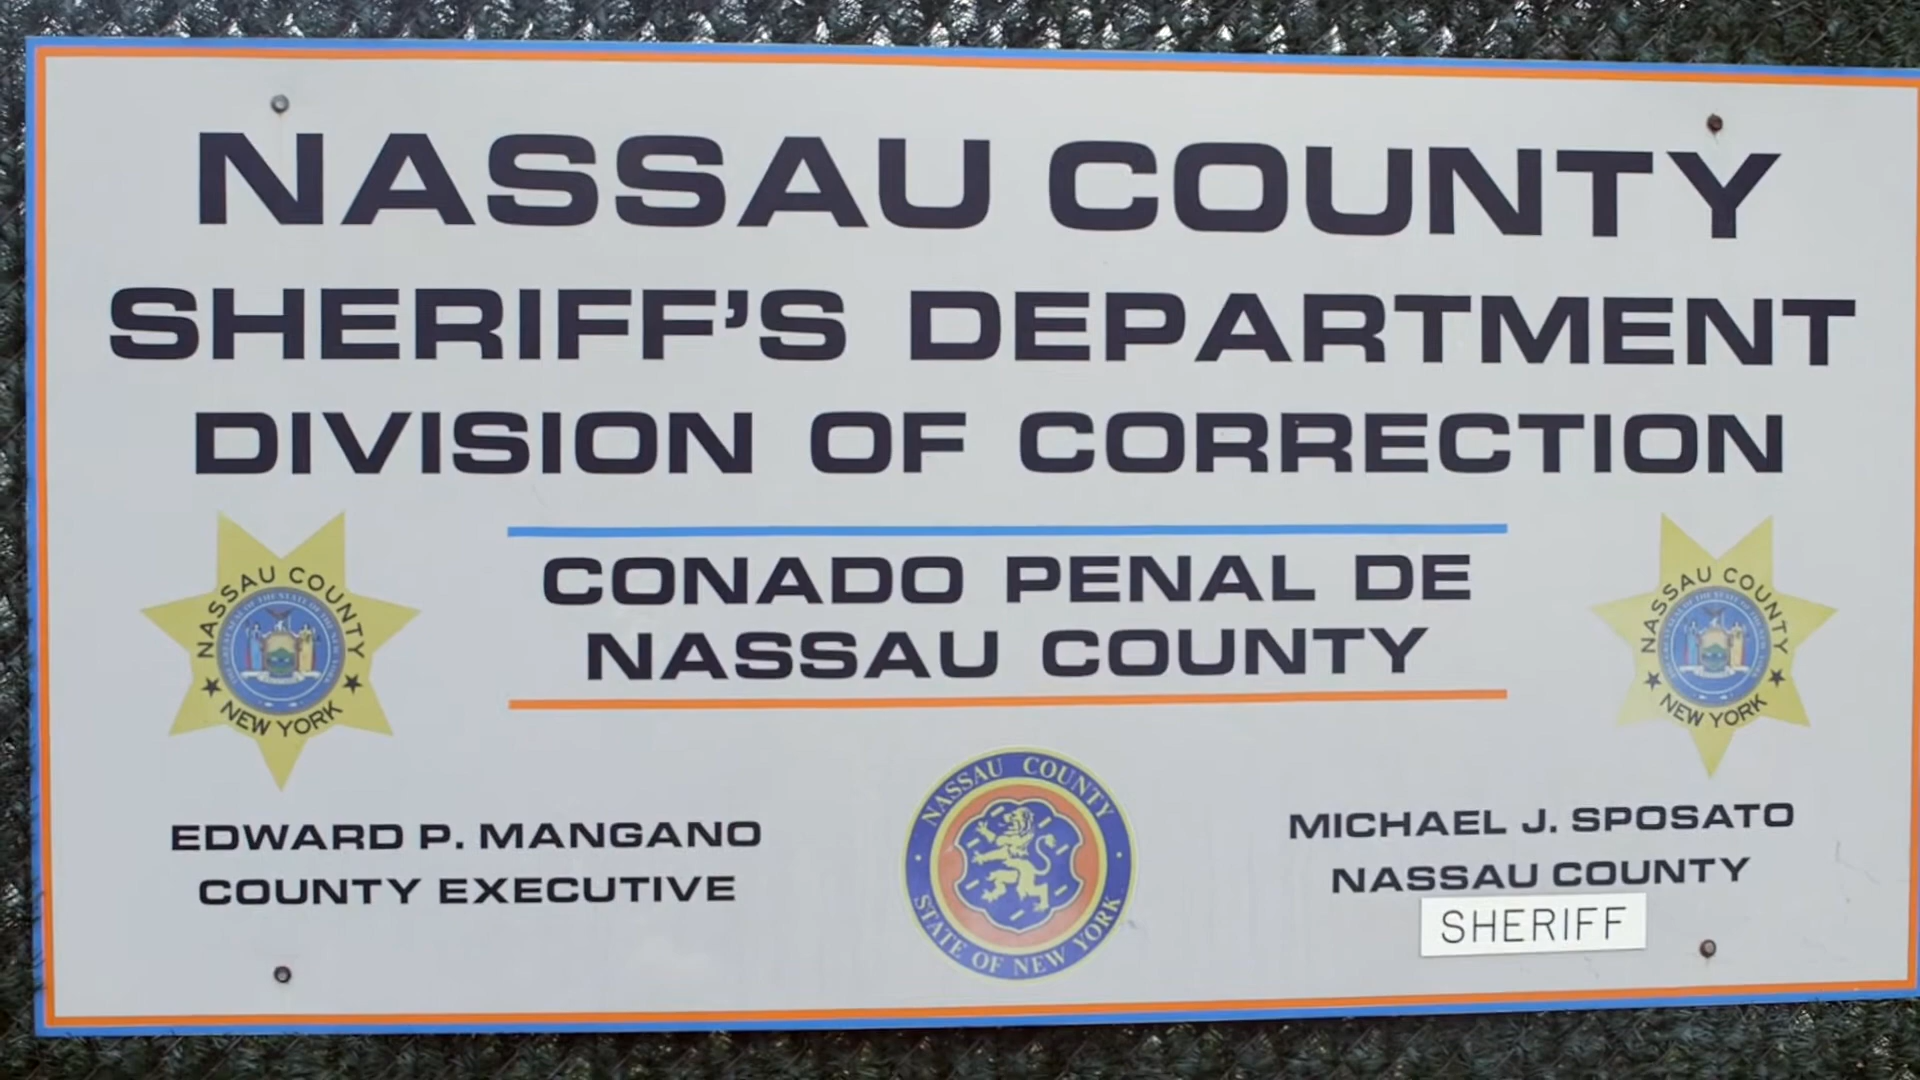 NASSAU COUNTY
SHERIFF'S DEPARTMENT
DIVISION OF CORRECTION
CONADO PENAL DE
NASSAU COUNTY
NASSAU COUNTY
NEW YORK
NASSAU COUNTY
NEW YORK
EDWARD P. MANGANO
COUNTY EXECUTIVE
NASSAU COUNTY
STATE OF NEW YORK
MICHAEL J. SPOSATO
NASSAU COUNTY
SHERIFF